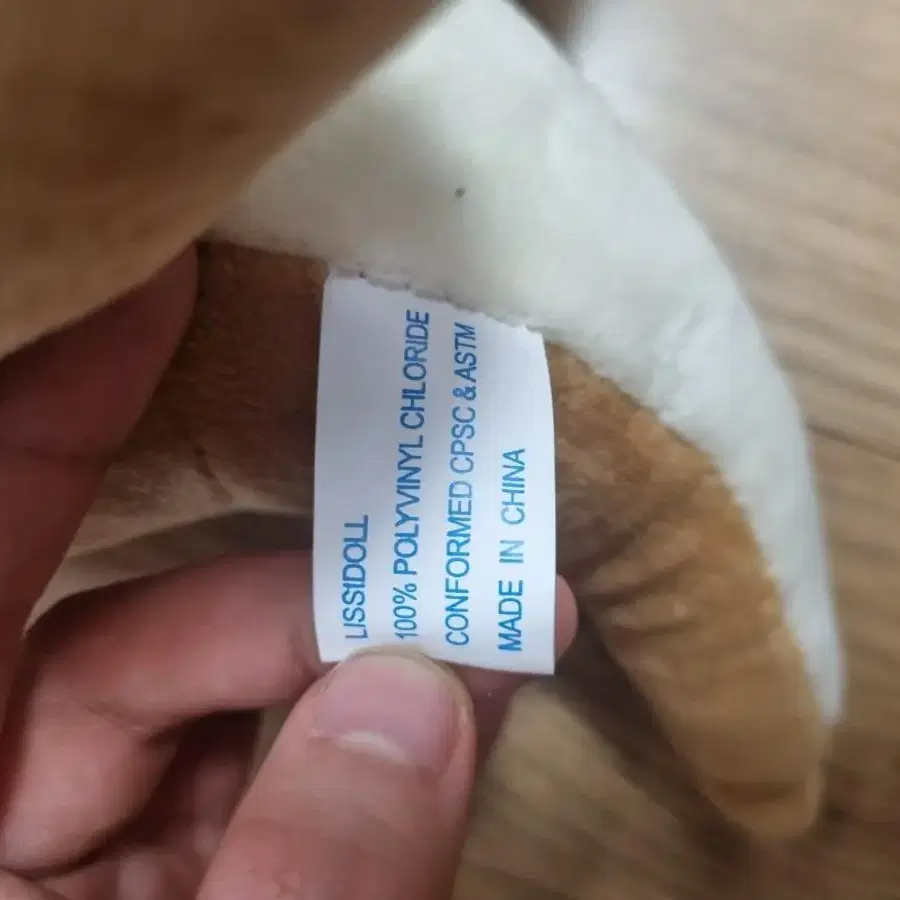 LISSIDOLL
100% POLYVINYL CHLORIDE
CONFORMED CPSC & ASTM
MADE IN CHINA